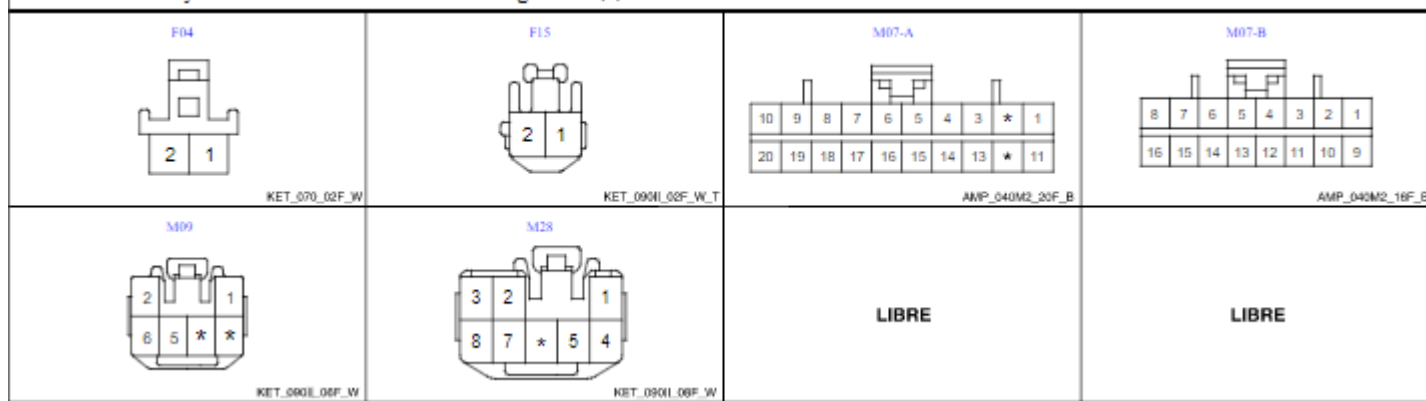 F04
F15
M07-A
M07-B
2 1
2 1
10 9 8 7 6 5 4 3 * 1
20 19 18 17 16 15 14 13 * 11
8 7 6 5 4 3 2 1
16 15 14 13 12 11 10 9
KET_070_02F_W
KET_090II_02F_W_T
AMP_040M2_20F_B
AMP_040M2_16F_B
M09
M28
2 1
6 5 * *
3 2 1
8 7 * 5 4
LIBRE
LIBRE
KET_090II_06F_W
KET_090II_08F_W